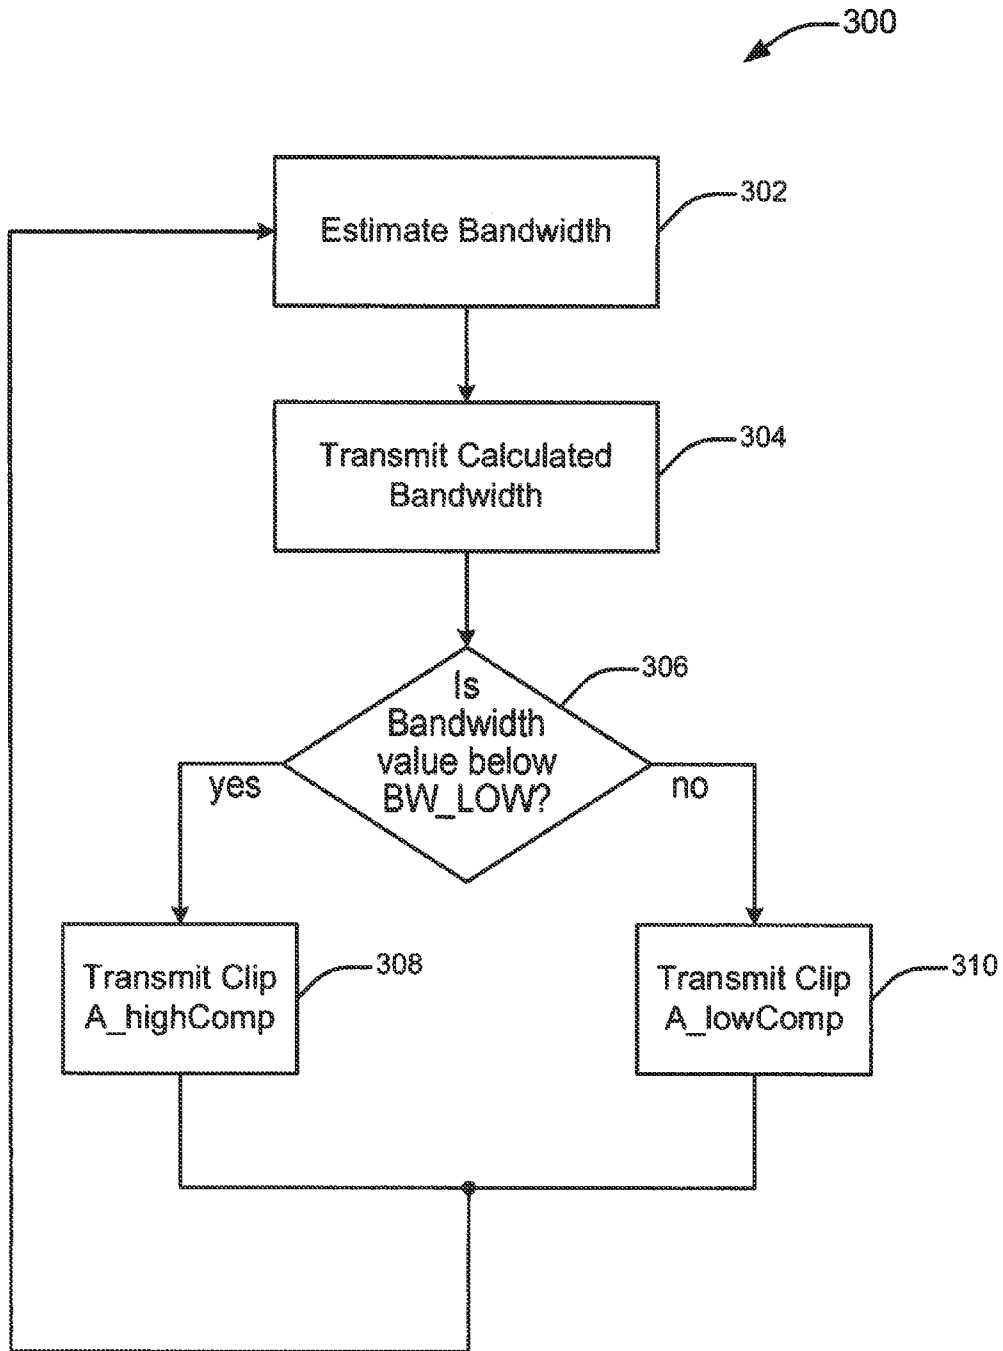 300
Estimate Bandwidth
302
Transmit Calculated
Bandwidth
304
Is
Bandwidth
value below
BW_LOW?
306
yes
no
Transmit Clip
A_highComp
308
Transmit Clip
A_lowComp
310